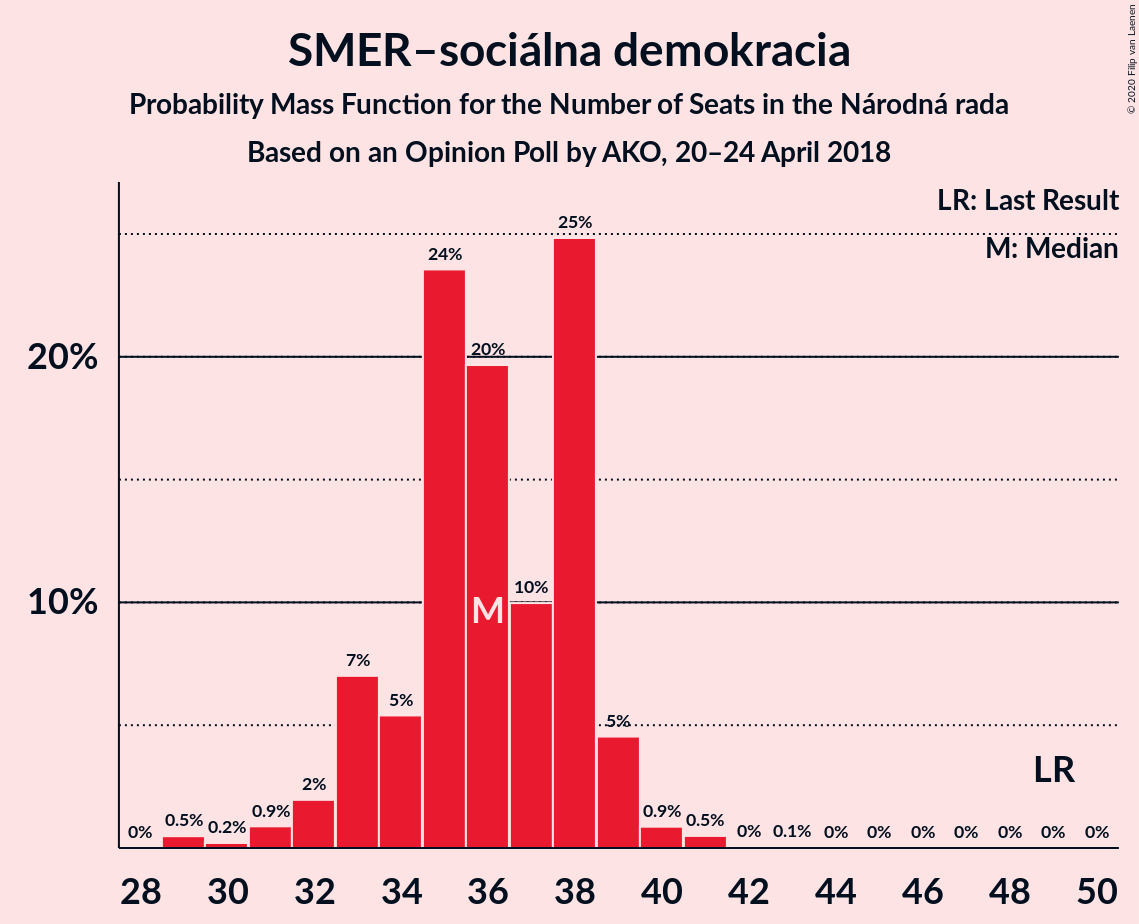 SMER–sociálna demokracia
Probability Mass Function for the Number of Seats in the Národná rada
Based on an Opinion Poll by AKO, 20–24 April 2018
© 2020 Filip van Laenen
LR: Last Result
M: Median
20%
10%
0%
0.5%
0.2%
0.9%
2%
7%
5%
24%
20%
10%
25%
5%
0.9%
0.5%
0%
0.1%
0%
0%
0%
0%
0%
0%
0%
M
LR
28 30 32 34 36 38 40 42 44 46 48 50